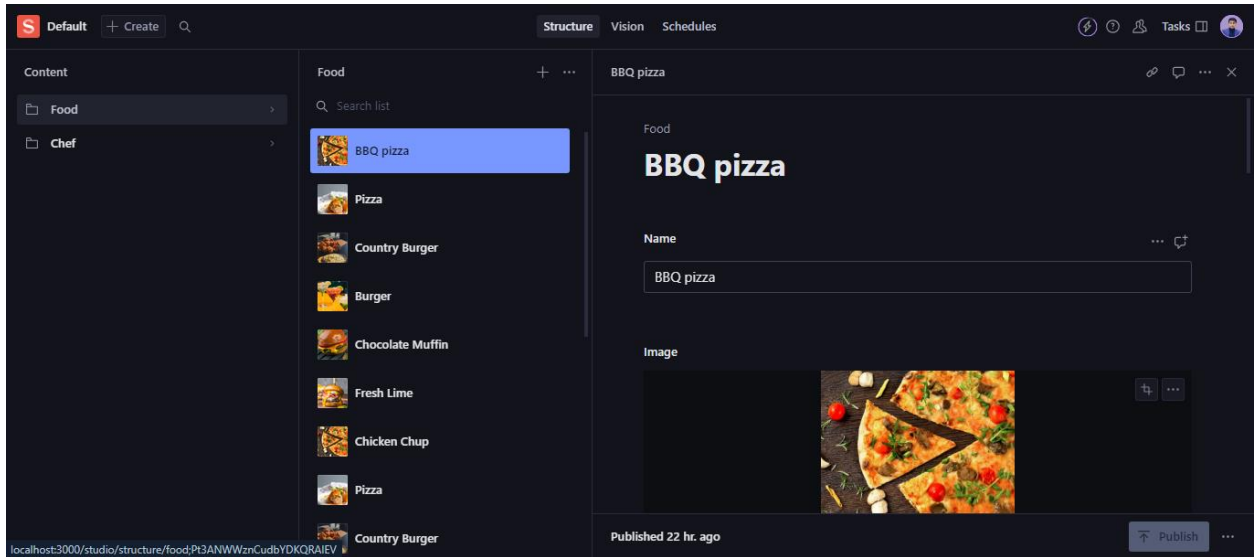 S Default + Create Structure Vision Schedules Tasks
Content
Food
Chef
Food
Search list
BBQ pizza
Pizza
Country Burger
Burger
Chocolate Muffin
Fresh Lime
Chicken Chup
Pizza
Country Burger
BBQ pizza
Food
BBQ pizza
Name
BBQ pizza
Image
Published 22 hr. ago Publish
localhost:3000/studio/structure/food;Pt3ANWWznCudbYDKQRAIEV